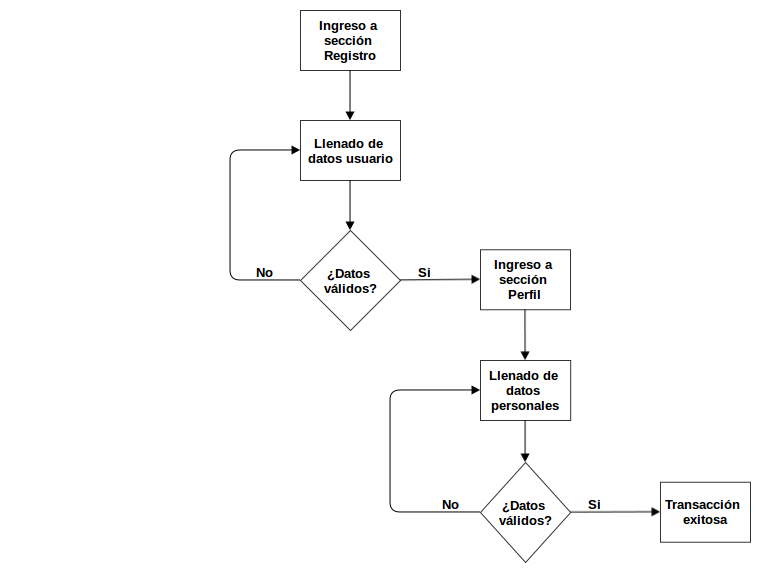 Ingreso a
sección
Registro
Llenado de
datos usuario
¿Datos
válidos?
No
Si
Ingreso a
sección
Perfil
Llenado de
datos
personales
¿Datos
válidos?
No
Si
Transacción
exitosa